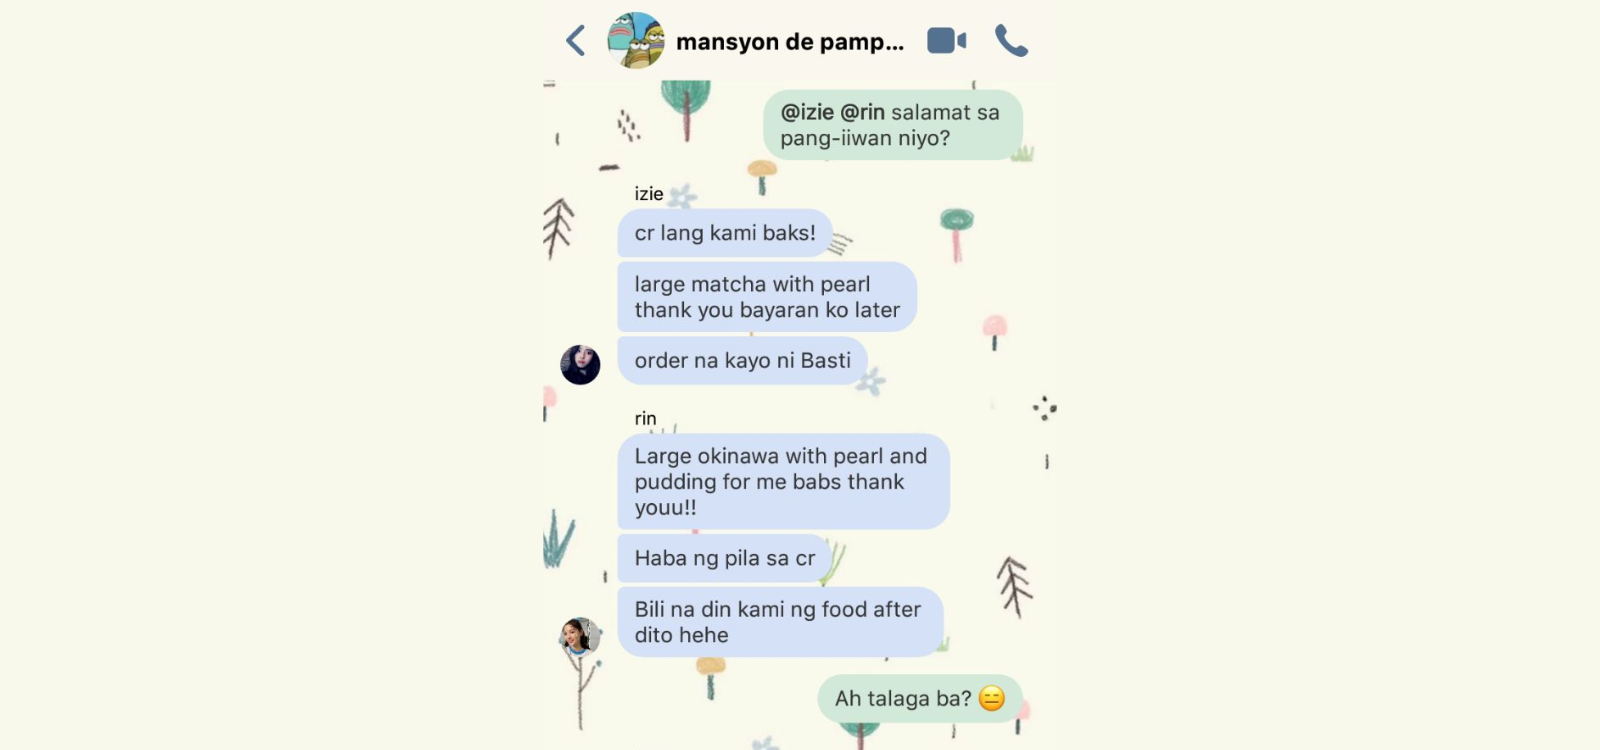 mansyon de pamp...
@izie @rin salamat sa
pang-iiwan niyo?
izie
cr lang kami baks!
large matcha with pearl
thank you bayaran ko later
order na kayo ni Basti
rin
Large okinawa with pearl and
pudding for me babs thank
youu!!
Haba ng pila sa cr
Bili na din kami ng food after
dito hehe
Ah talaga ba? 😑